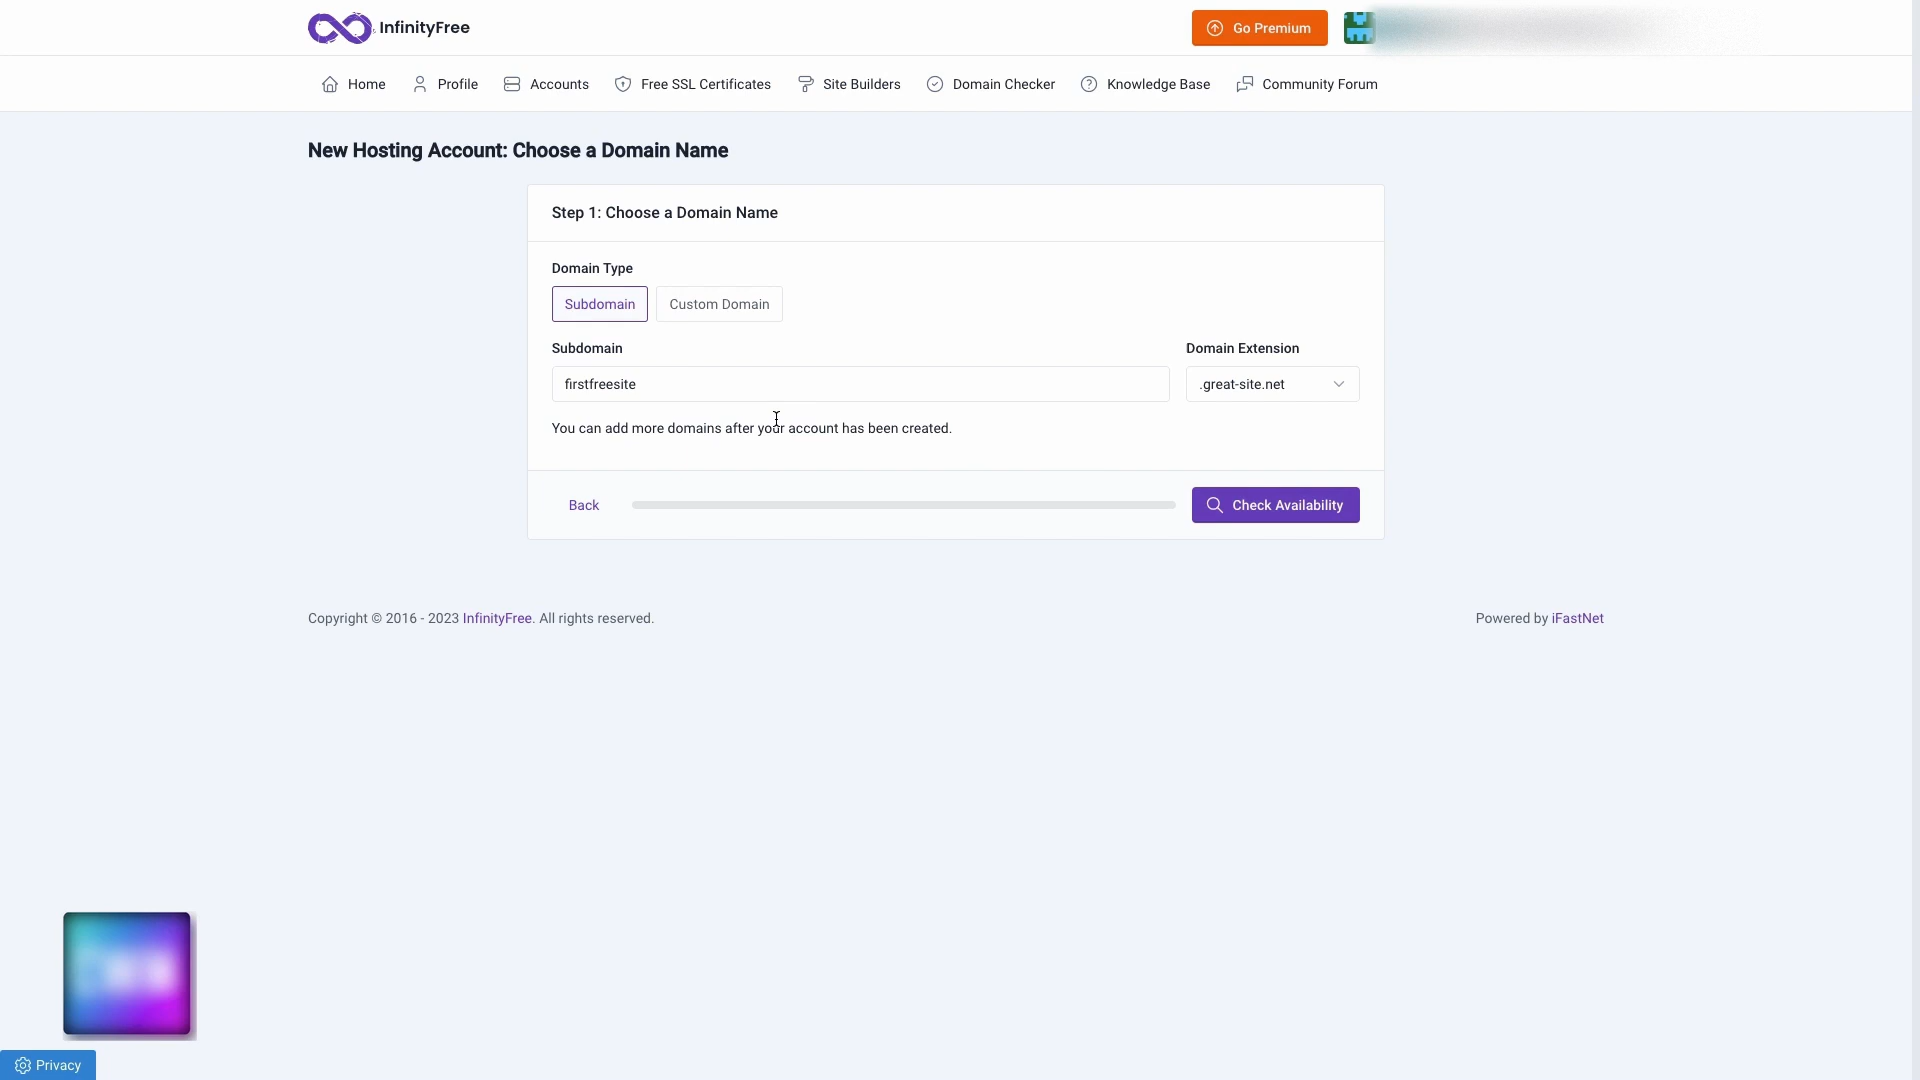 InfinityFree
Go Premium
Home Profile Accounts Free SSL Certificates Site Builders Domain Checker Knowledge Base Community Forum
New Hosting Account: Choose a Domain Name
Step 1: Choose a Domain Name
Domain Type
Subdomain Custom Domain
Subdomain Domain Extension
firstfreesite .great-site.net
You can add more domains after your account has been created.
Back Check Availability
Copyright © 2016 - 2023 InfinityFree. All rights reserved. Powered by iFastNet
Privacy